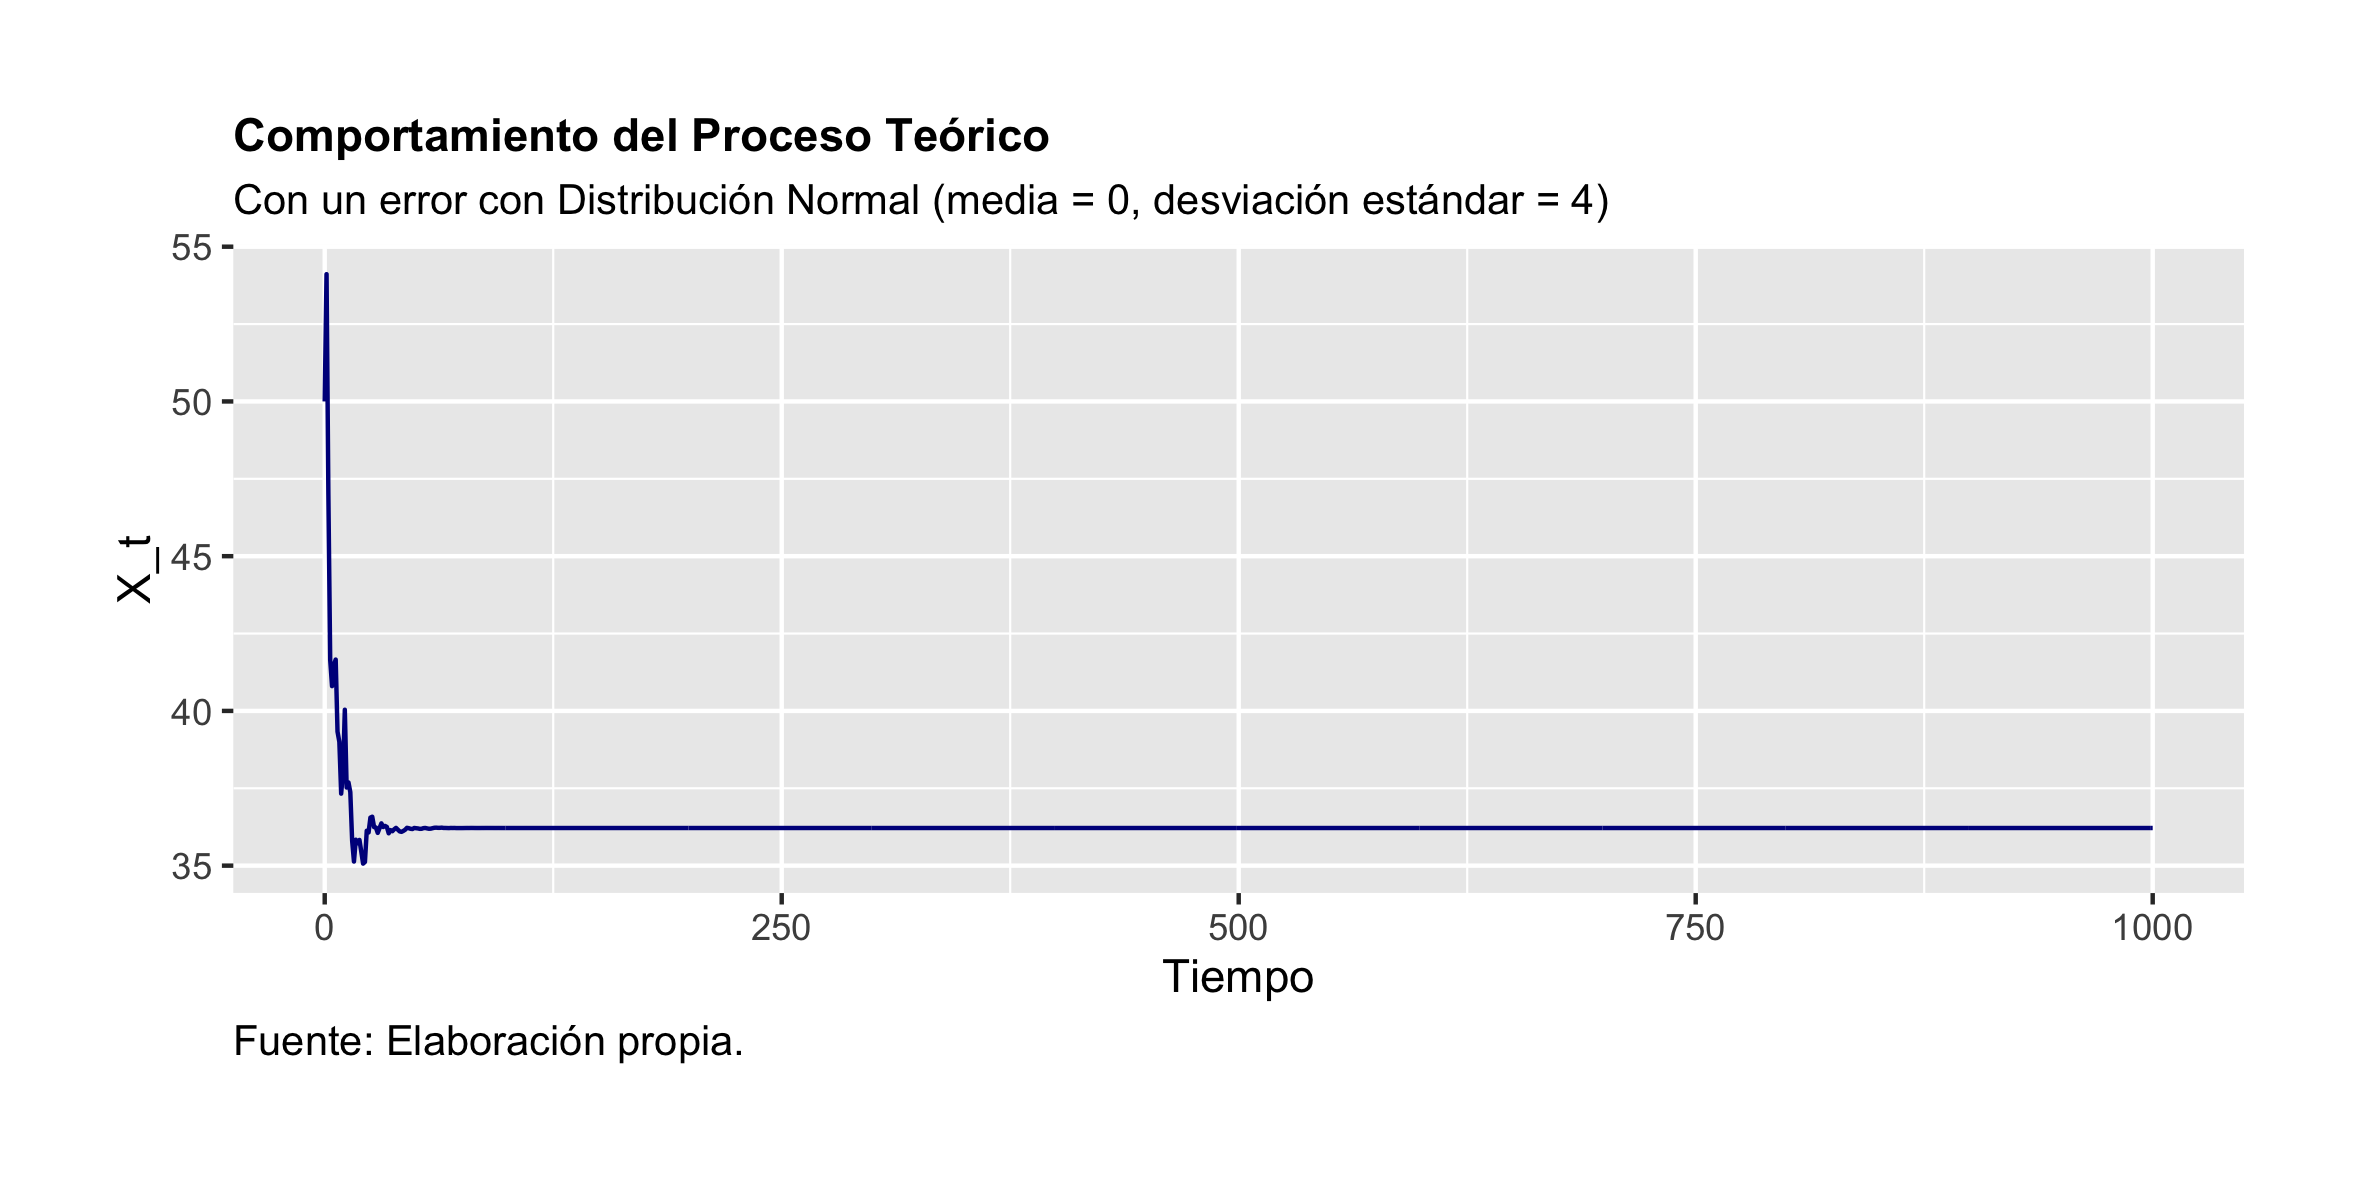 Comportamiento del Proceso Teórico
Con un error con Distribución Normal (media = 0, desviación estándar = 4)
55
50
45
40
35
X_t
0 250 500 750 1000
Tiempo
Fuente: Elaboración propia.